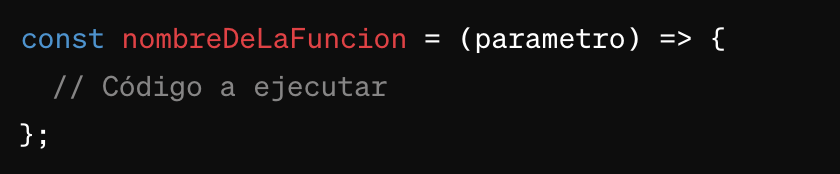 const nombreDeLaFuncion = (parametro) => {
  // Código a ejecutar
};